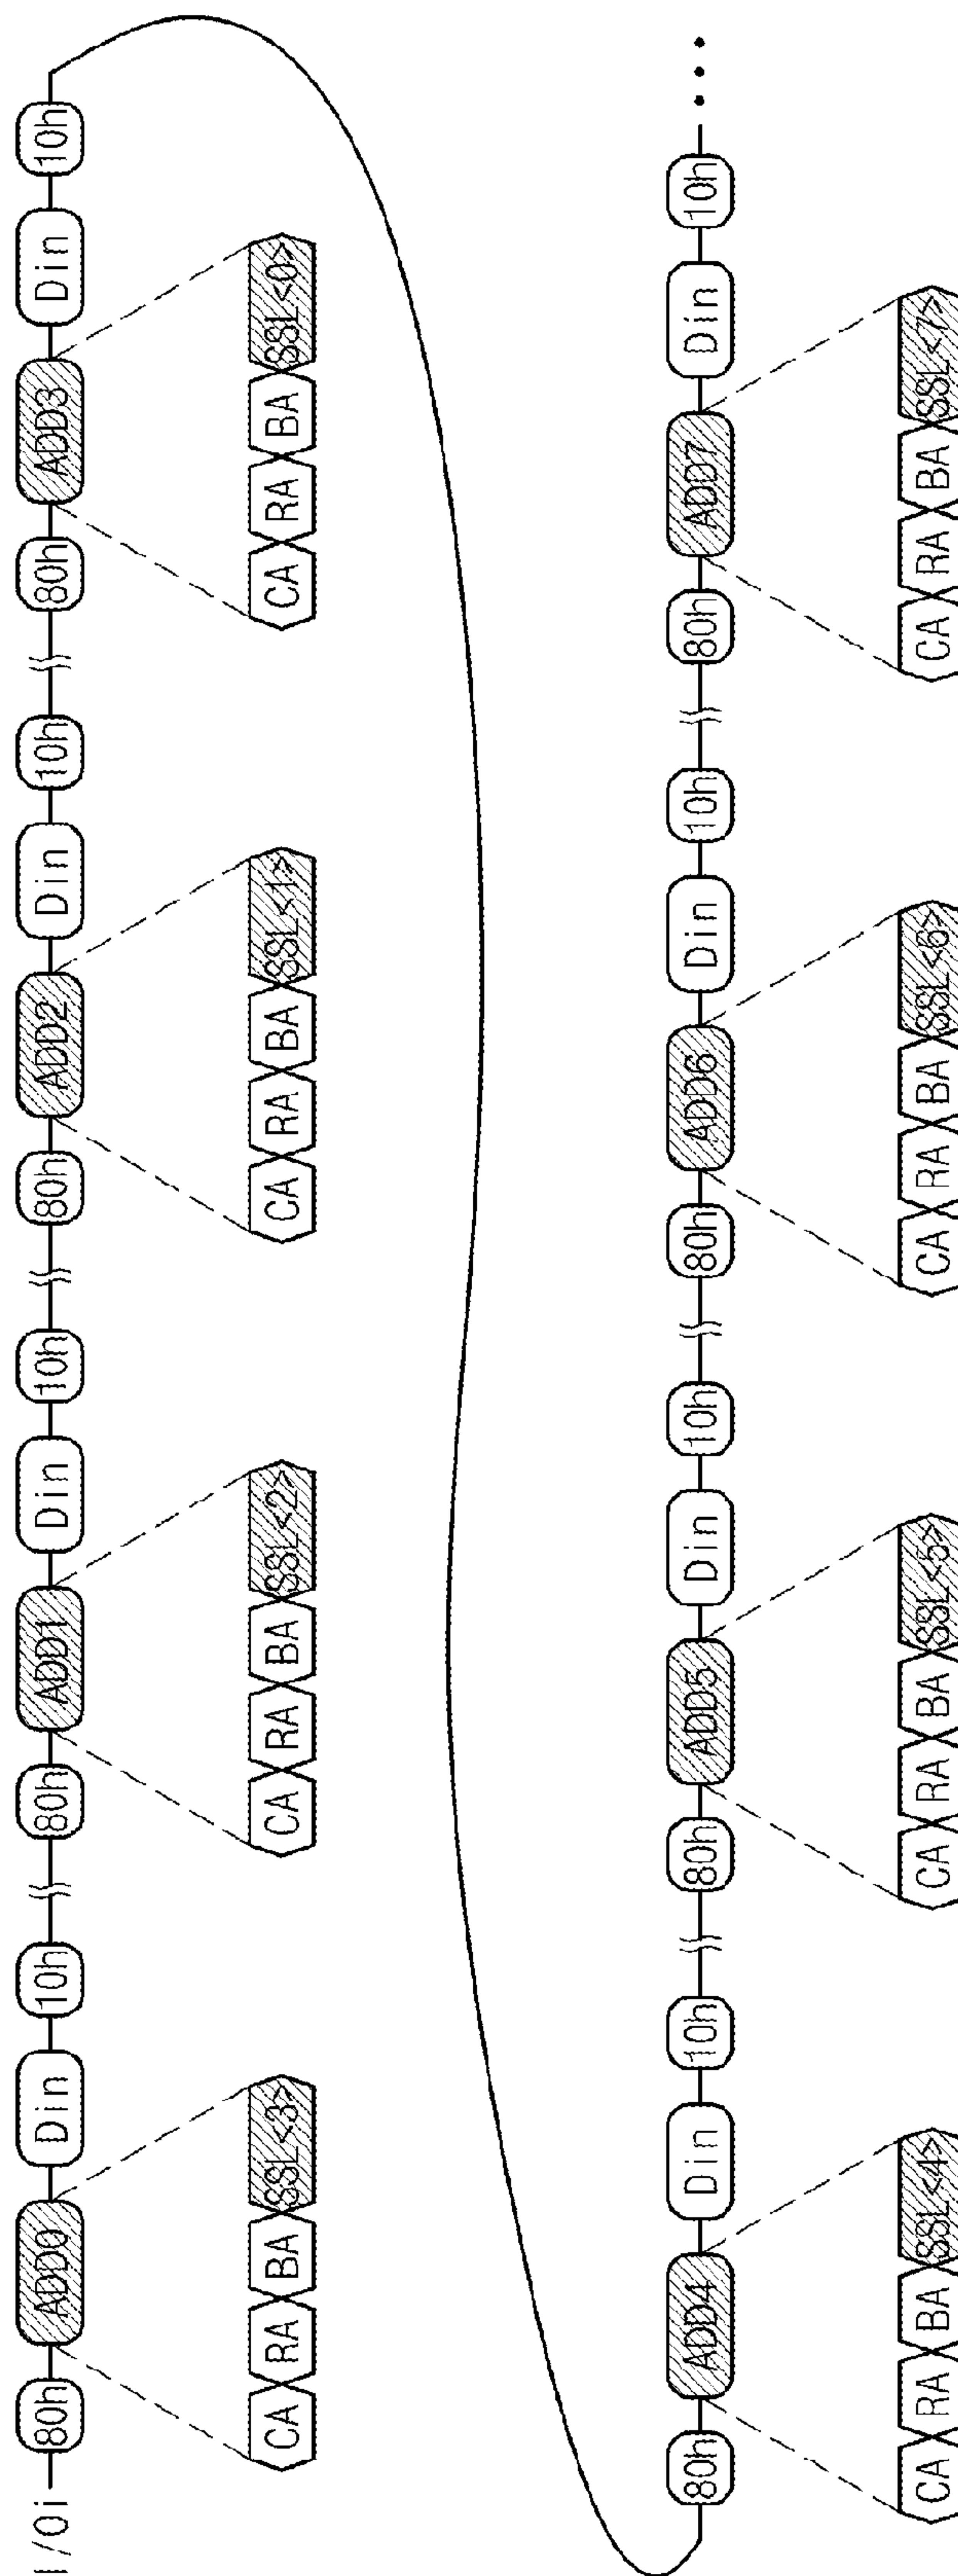 I/Oi 80h ADD0 Din 10h 80h ADD1 Din 10h 80h ADD2 Din 10h 80h ADD3 Din 10h
CA RA BA SSL<3> CA RA BA SSL<2> CA RA BA SSL<1> CA RA BA SSL<0>
80h ADD4 Din 10h 80h ADD5 Din 10h 80h ADD6 Din 10h 80h ADD7 Din 10h
CA RA BA SSL<4> CA RA BA SSL<5> CA RA BA SSL<6> CA RA BA SSL<7>